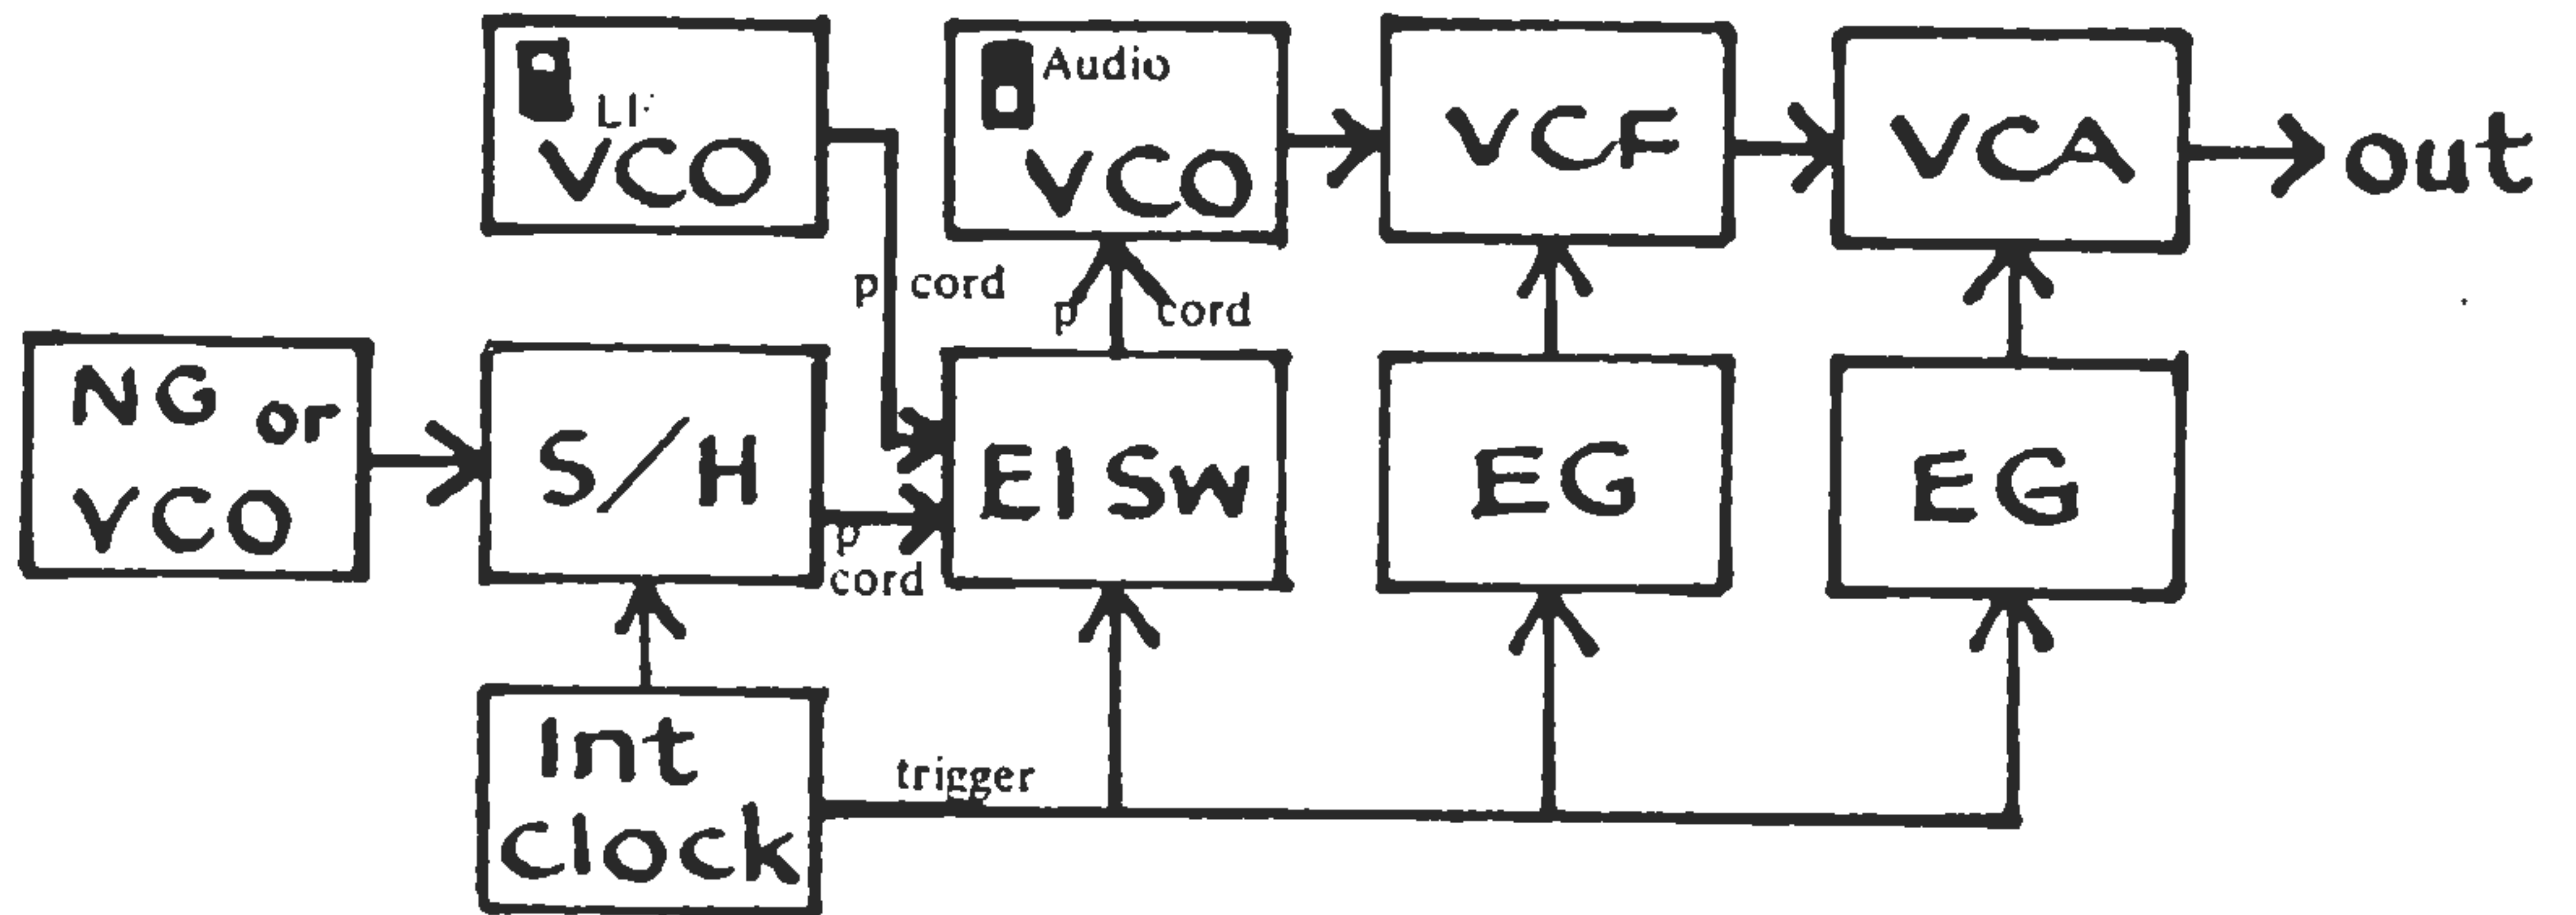 LF
VCO
Audio
VCO
VCF
VCA
out
p cord
p cord
NG or
VCO
S/H
p
cord
El Sw
EG
EG
Int
Clock
trigger